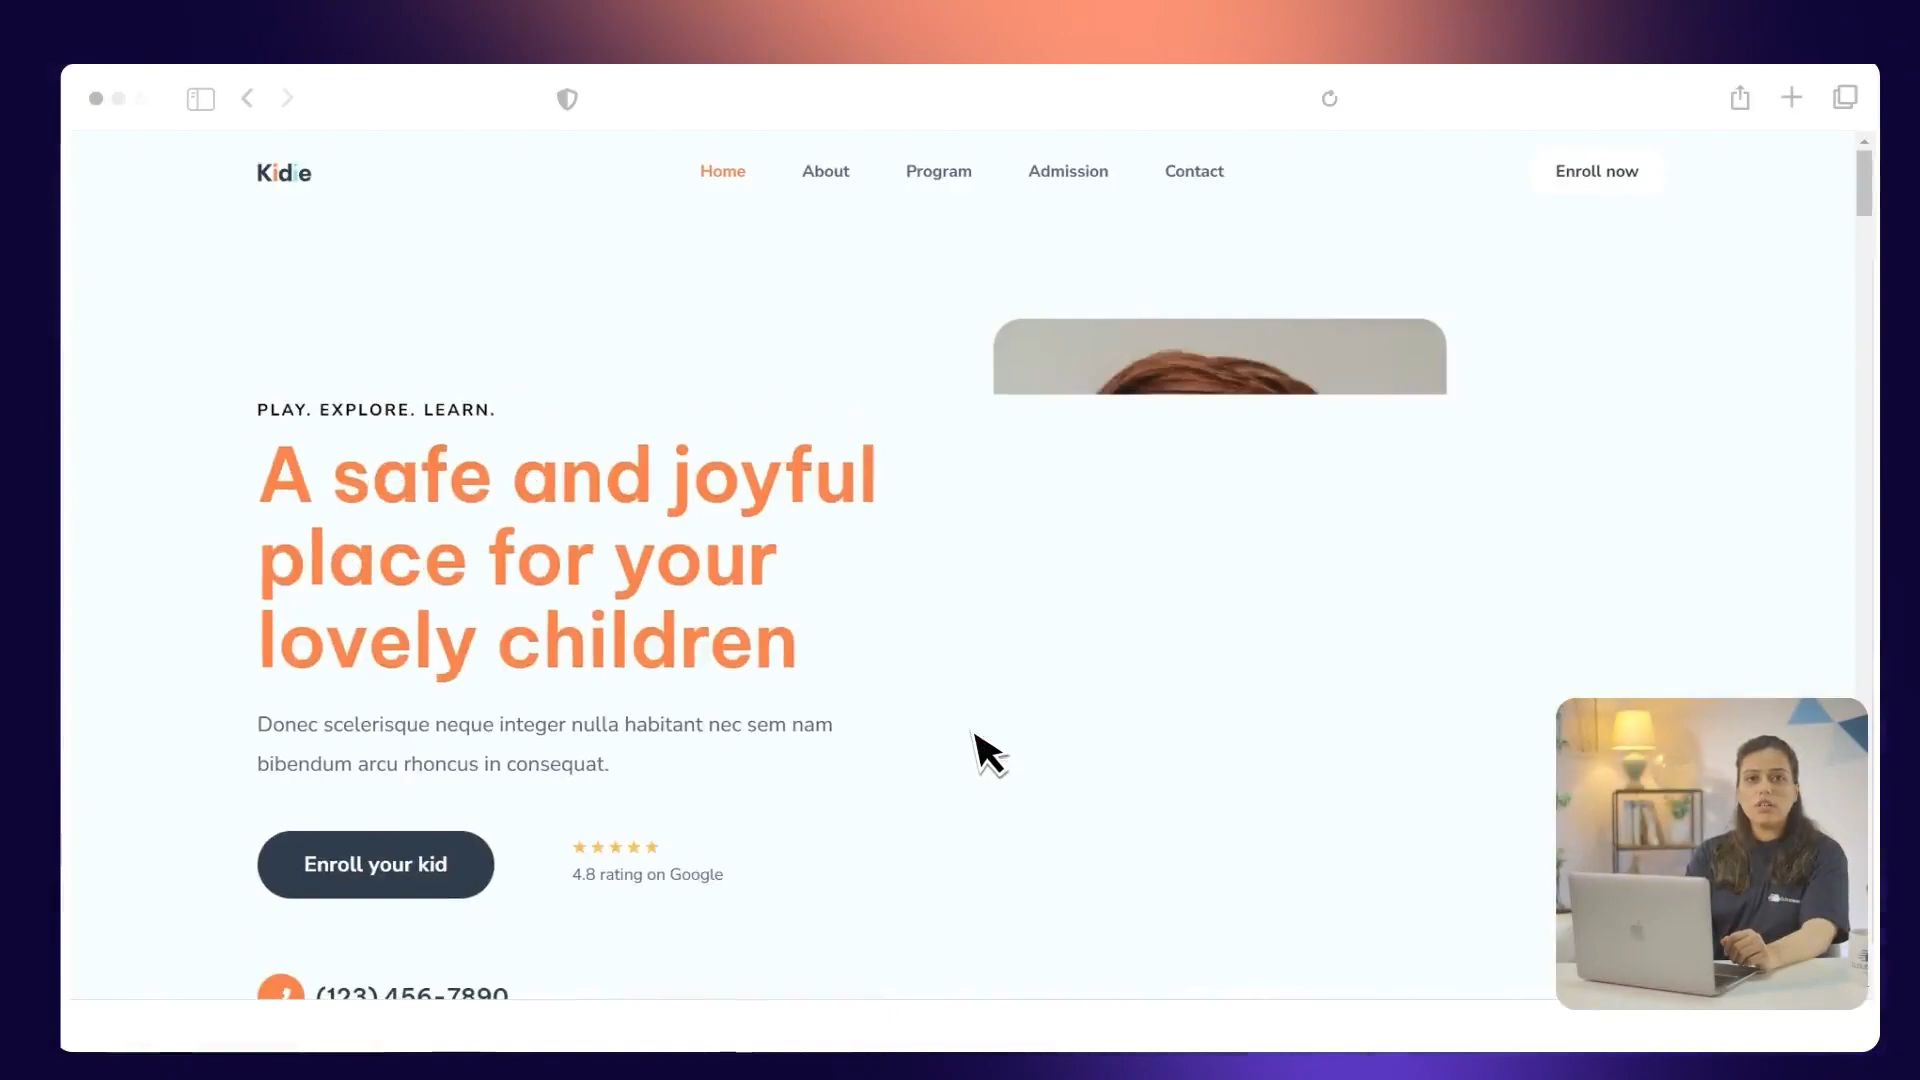 Kidie
Home About Program Admission Contact
Enroll now
PLAY. EXPLORE. LEARN.
A safe and joyful
place for your
lovely children
Donec scelerisque neque integer nulla habitant nec sem nam
bibendum arcu rhoncus in consequat.
Enroll your kid
4.8 rating on Google
(123) 456-7890